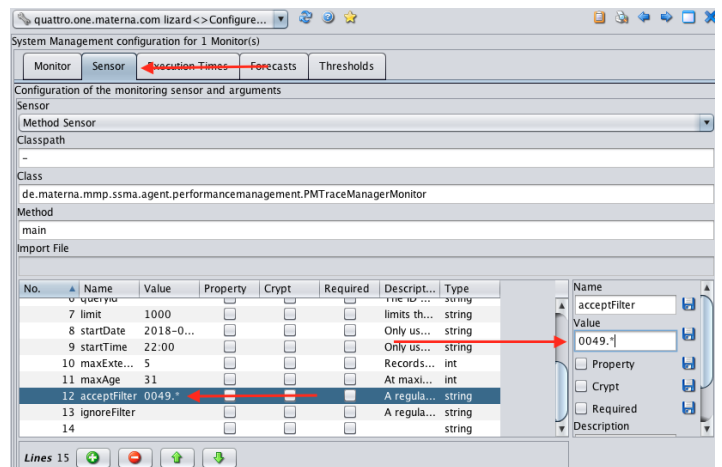 quattro.one.materna.com lizard<>Configure...
System Management configuration for 1 Monitor(s)
Monitor Sensor Execution Times Forecasts Thresholds
Configuration of the monitoring sensor and arguments
Sensor
Method Sensor
Classpath
-
Class
de.materna.mmp.ssma.agent.performancemanagement.PMTraceManagerMonitor
Method
main
Import File
No. Name Value Property Crypt Required Descript... Type
6 queryId The ID ... string
7 limit 1000 limits th... string
8 startDate 2018-0... Only us... string
9 startTime 22:00 Only us... string
10 maxExte... 5 Records... int
11 maxAge 31 At maxi... int
12 acceptFilter 0049.* A regula... string
13 ignoreFilter A regula... string
14 string
Lines 15
Name
acceptFilter
Value
0049.*
Property
Crypt
Required
Description